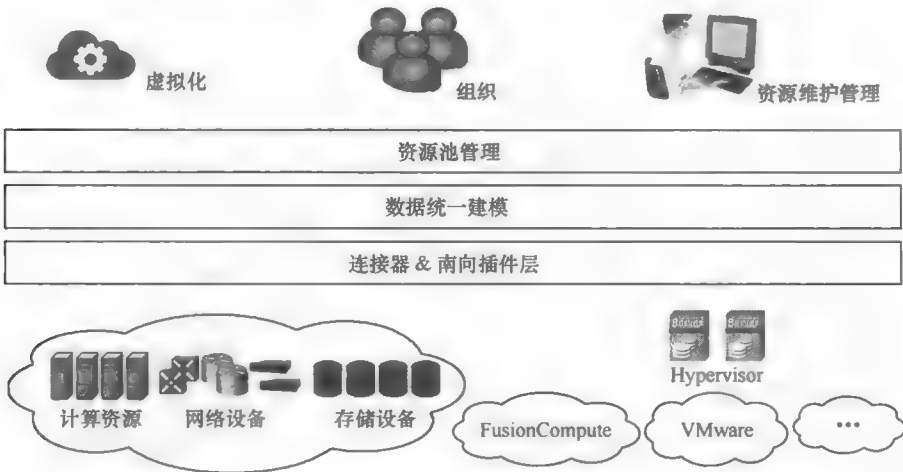 虚拟化
组织
资源维护管理
资源池管理
数据统一建模
连接器 & 南向插件层
Hypervisor
计算资源
网络设备
存储设备
FusionCompute
VMware
•••